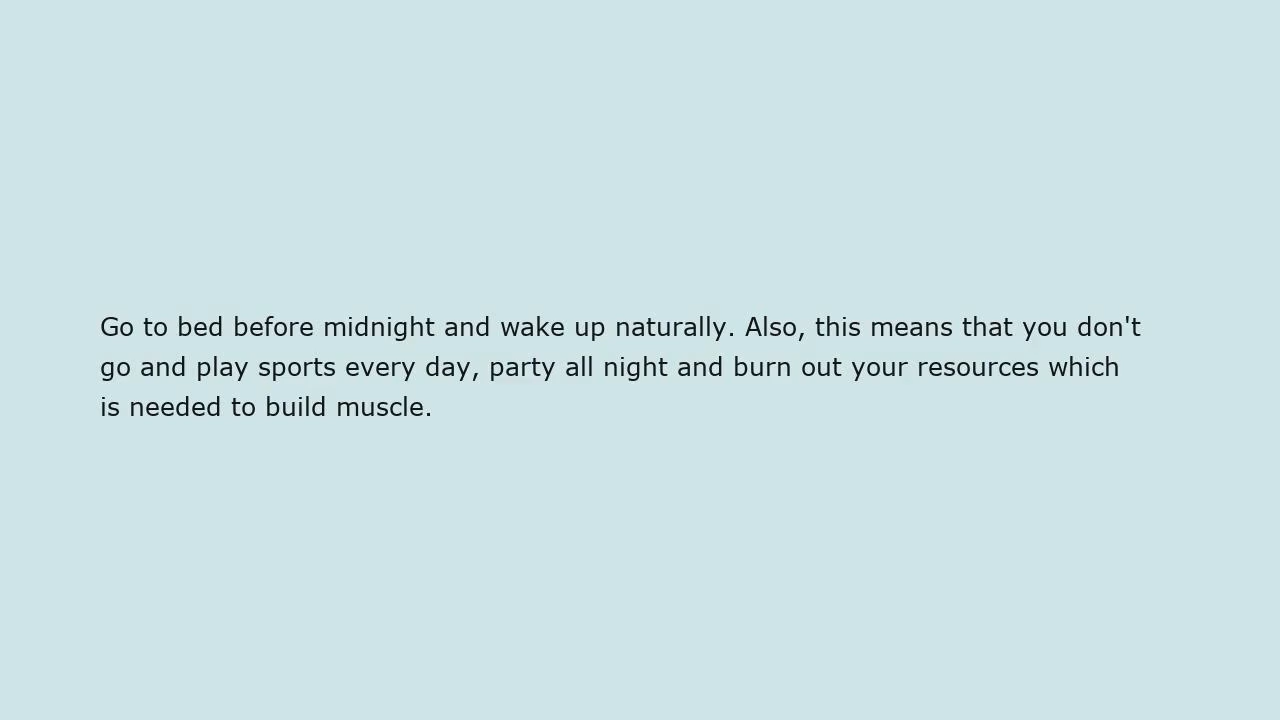 Go to bed before midnight and wake up naturally. Also, this means that you don't
go and play sports every day, party all night and burn out your resources which
is needed to build muscle.